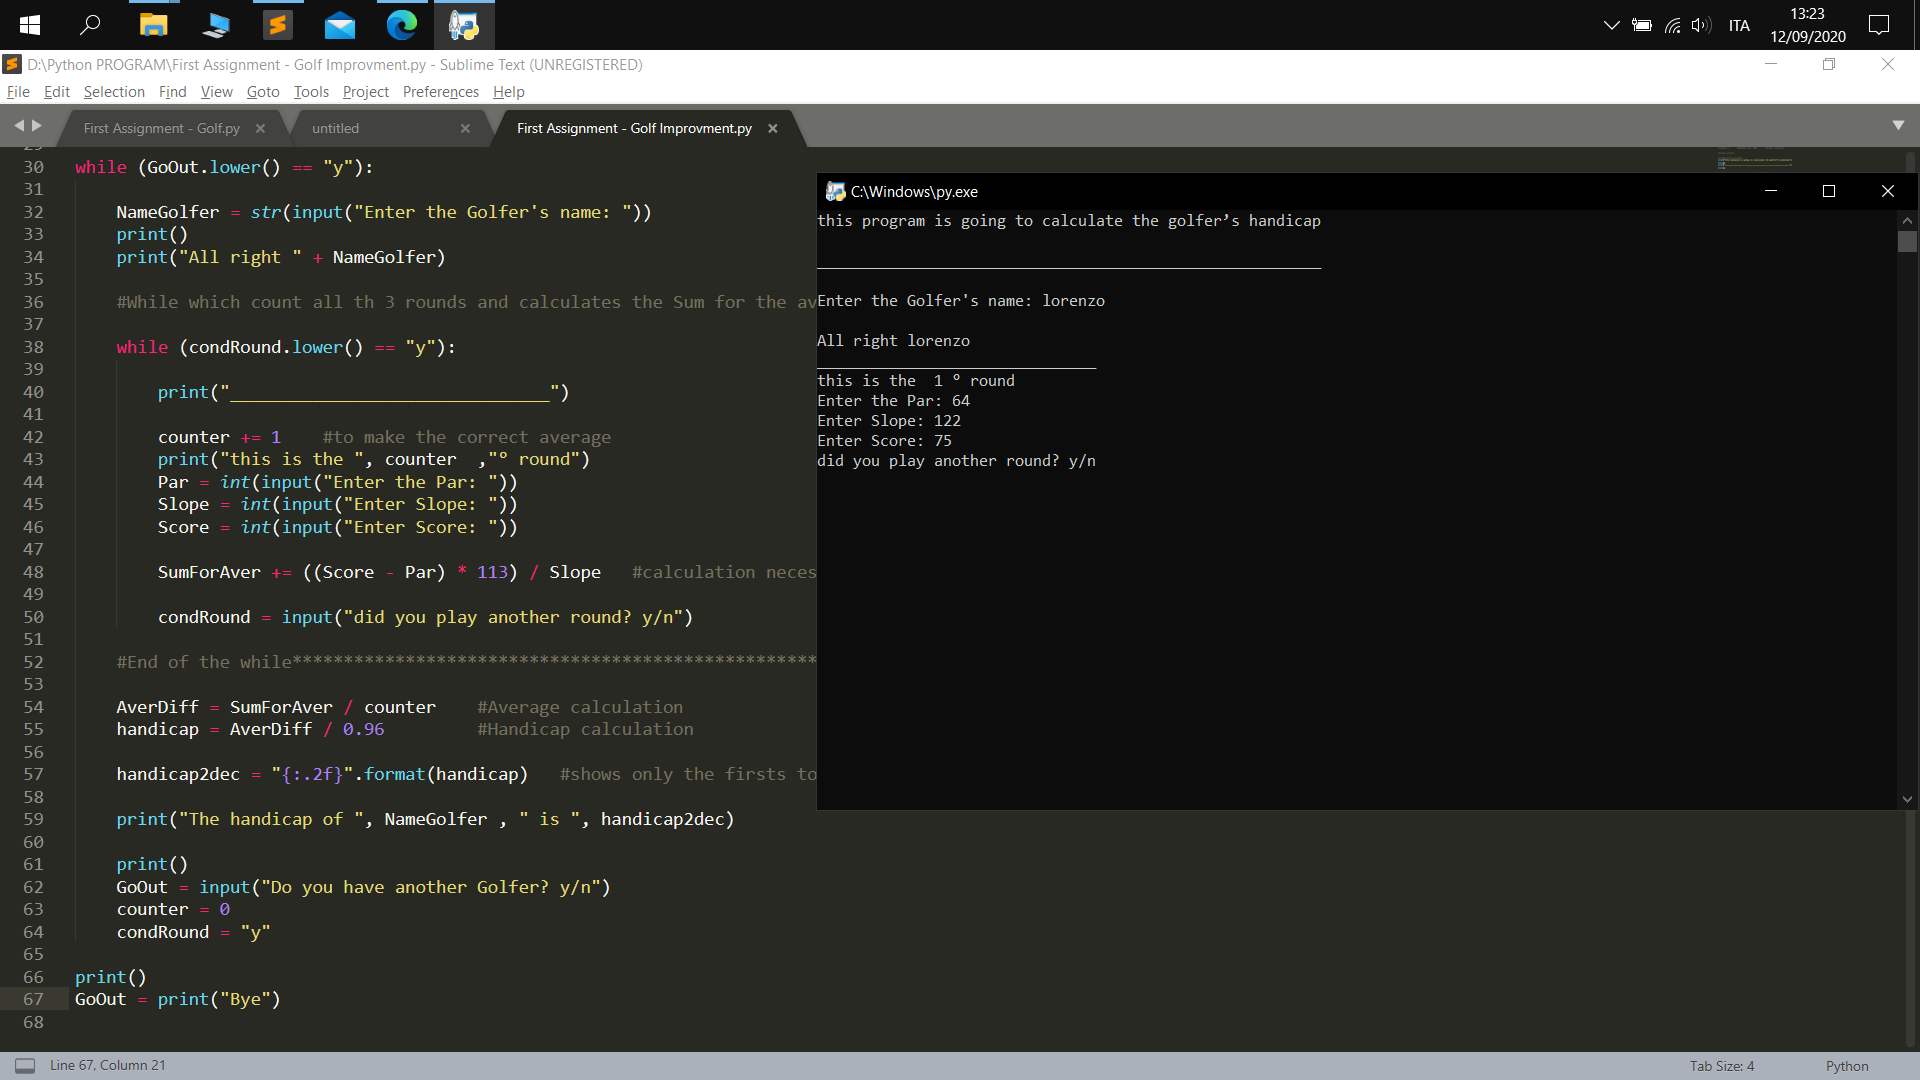 13:23
ITA
12/09/2020
D:\Python PROGRAM\First Assignment - Golf Improvment.py - Sublime Text (UNREGISTERED)
File Edit Selection Find View Goto Tools Project Preferences Help
First Assignment - Golf.py
untitled
First Assignment - Golf Improvment.py
30 while (GoOut.lower() == "y"):
31
32 NameGolfer = str(input("Enter the Golfer's name: "))
33 print()
34 print("All right " + NameGolfer)
35
36 #While which count all th 3 rounds and calculates the Sum for the av
37
38 while (condRound.lower() == "y"):
39
40 print("_______________________________")
41
42 counter += 1 #to make the correct average
43 print("this is the ", counter ,"° round")
44 Par = int(input("Enter the Par: "))
45 Slope = int(input("Enter Slope: "))
46 Score = int(input("Enter Score: "))
47
48 SumForAver += ((Score - Par) * 113) / Slope #calculation neces
49
50 condRound = input("did you play another round? y/n")
51
52 #End of the while***************************************************
53
54 AverDiff = SumForAver / counter #Average calculation
55 handicap = AverDiff / 0.96 #Handicap calculation
56
57 handicap2dec = "{:.2f}".format(handicap) #shows only the firsts to
58
59 print("The handicap of ", NameGolfer , " is ", handicap2dec)
60
61 print()
62 GoOut = input("Do you have another Golfer? y/n")
63 counter = 0
64 condRound = "y"
65
66 print()
67 GoOut = print("Bye")
68
C:\Windows\py.exe
this program is going to calculate the golfer’s handicap
________________________________________________________
Enter the Golfer's name: lorenzo
All right lorenzo
_______________________________
this is the  1 ° round
Enter the Par: 64
Enter Slope: 122
Enter Score: 75
did you play another round? y/n
Line 67, Column 21
Tab Size: 4
Python